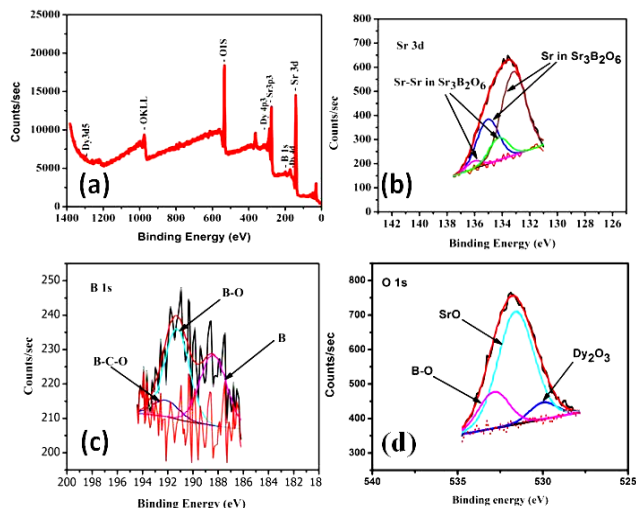 (a)
25000
20000
15000
10000
5000
0
Counts/sec
Dy3d5
OKLL
O1S
Dy 4p3
Sr3p3
B 1s
Dy 4d
Sr 3d
1400 1200 1000 800 600 400 200 0
Binding Energy (eV)
(b)
800
700
600
500
400
300
200
100
0
Counts/sec
Sr 3d
Sr in Sr3B2O6
Sr-Sr in Sr3B2O6
142 140 138 136 134 132 130 128 126
Binding Energy (eV)
(c)
250
240
230
220
210
200
Counts/sec
B 1s
B-O
B-C-O
B
200 198 196 194 192 190 188 186 184 182 18
Binding Energy (eV)
(d)
800
700
600
500
400
300
Counts/sec
O 1s
SrO
B-O
Dy2O3
540 535 530 525
Binding energy (eV)